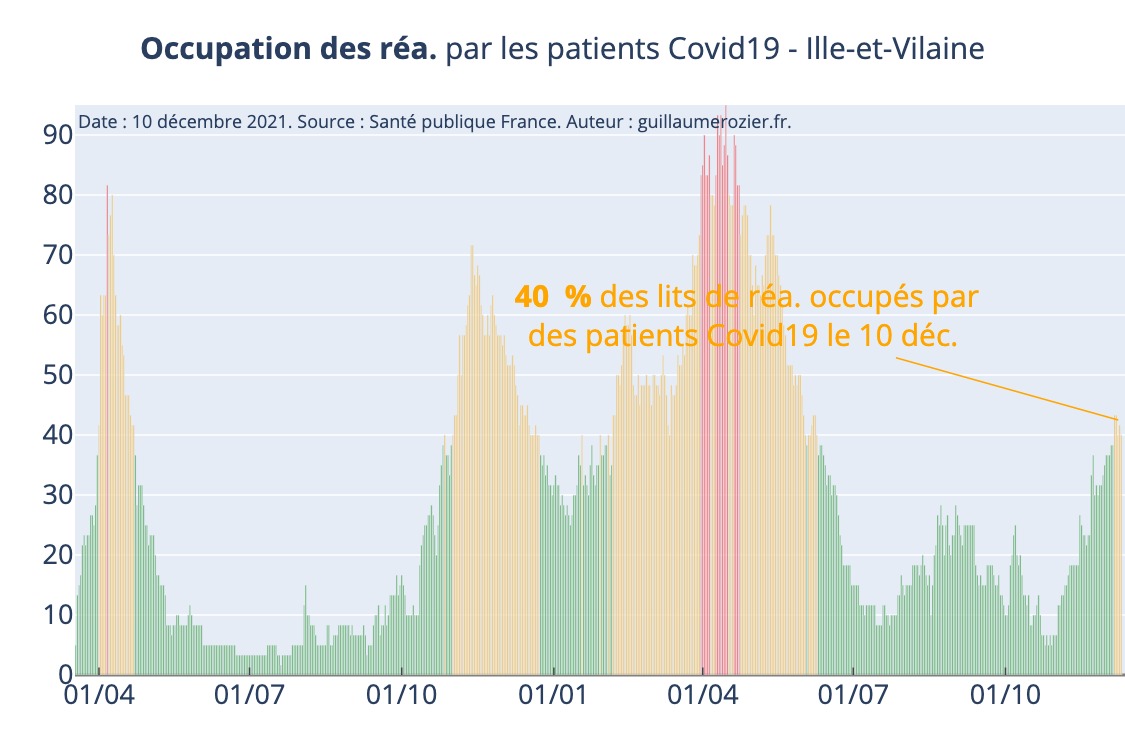 Occupation des réa. par les patients Covid19 - Ille-et-Vilaine
Date : 10 décembre 2021. Source : Santé publique France. Auteur : guillaumerozier.fr.
90
80
70
60
50
40
30
20
10
0
40 % des lits de réa. occupés par
des patients Covid19 le 10 déc.
01/04 01/07 01/10 01/01 01/04 01/07 01/10